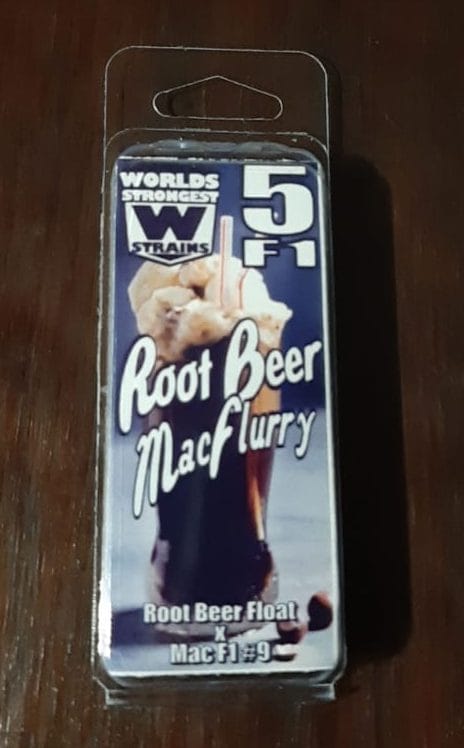 WORLDS
STRONGEST
W
STRAINS
5
F1
Root Beer
MacFlurry
Root Beer Float
x
Mac F1 #9